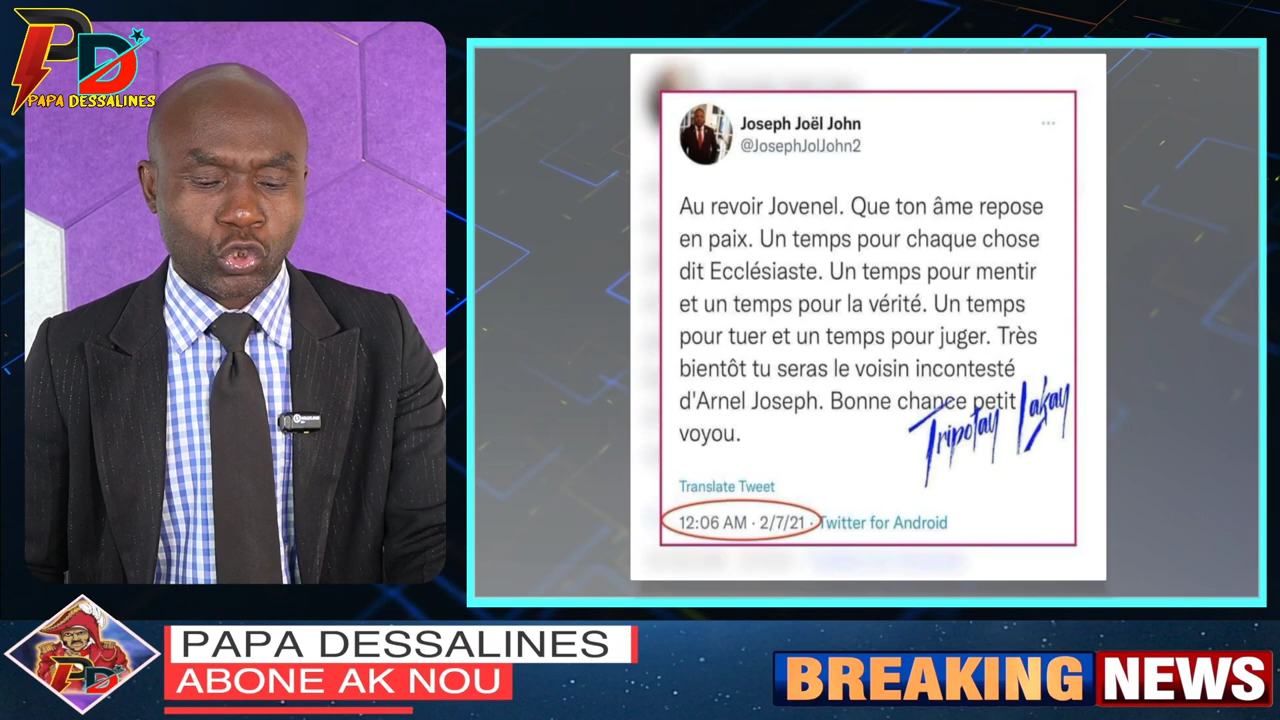 PD
PAPA DESSALINES
Joseph Joël John
@JosephJolJohn2
Au revoir Jovenel. Que ton âme repose
en paix. Un temps pour chaque chose
dit Ecclésiaste. Un temps pour mentir
et un temps pour la vérité. Un temps
pour tuer et un temps pour juger. Très
bientôt tu seras le voisin incontesté
d'Arnel Joseph. Bonne chance petit
voyou.
Tripotay Lakay
Translate Tweet
12:06 AM · 2/7/21 · Twitter for Android
PD
PAPA DESSALINES
ABONE AK NOU
BREAKING NEWS